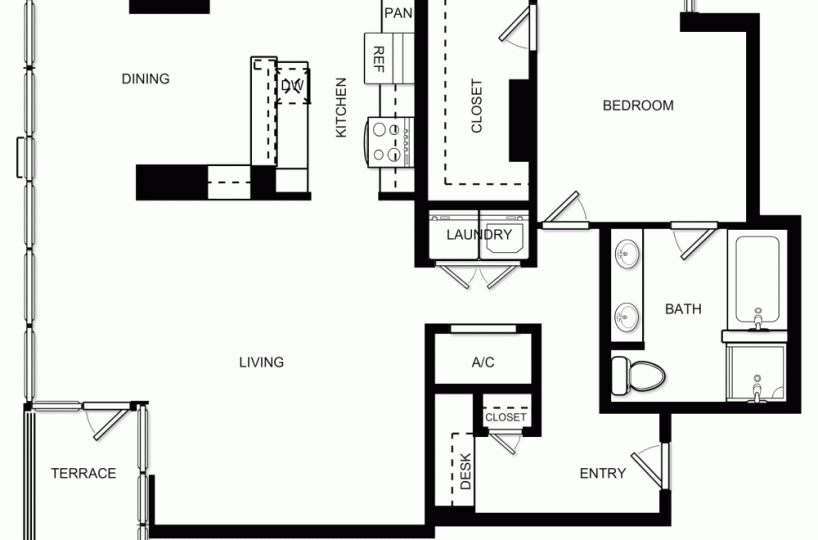 PAN
REF
DINING
DW
KITCHEN
CLOSET
BEDROOM
LAUNDRY
BATH
LIVING
A/C
CLOSET
TERRACE
DESK
ENTRY